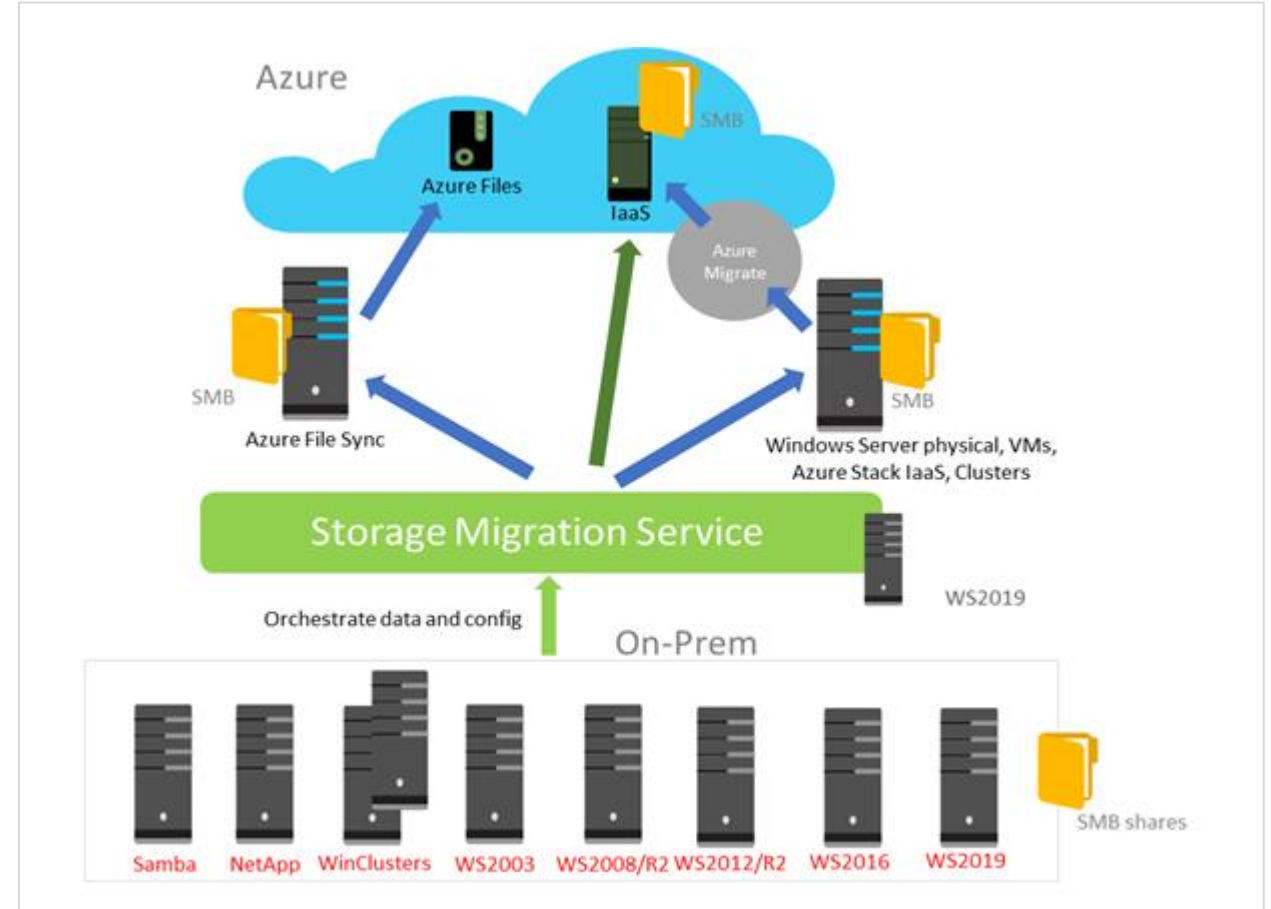 Azure
SMB
Azure Files
IaaS
Azure
Migrate
SMB
SMB
Azure File Sync
Windows Server physical, VMs,
Azure Stack IaaS, Clusters
Storage Migration Service
WS2019
Orchestrate data and config
On-Prem
SMB shares
Samba
NetApp
WinClusters
WS2003
WS2008/R2
WS2012/R2
WS2016
WS2019